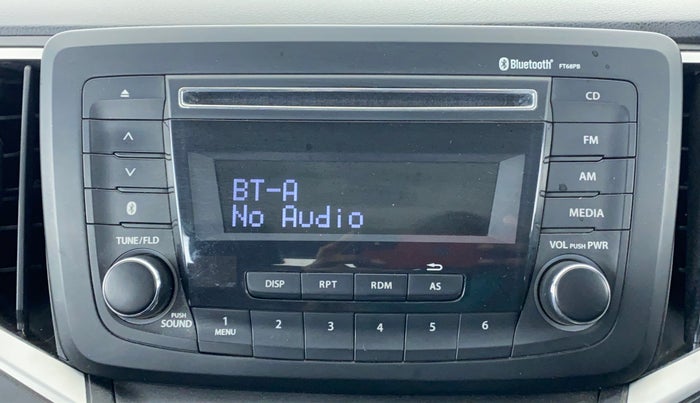 Bluetooth® FT68PB
CD
FM
AM
MEDIA
BT-A
No Audio
TUNE/FLD
VOL PUSH PWR
DISP RPT RDM AS
PUSH
SOUND
1 2 3 4 5 6
MENU